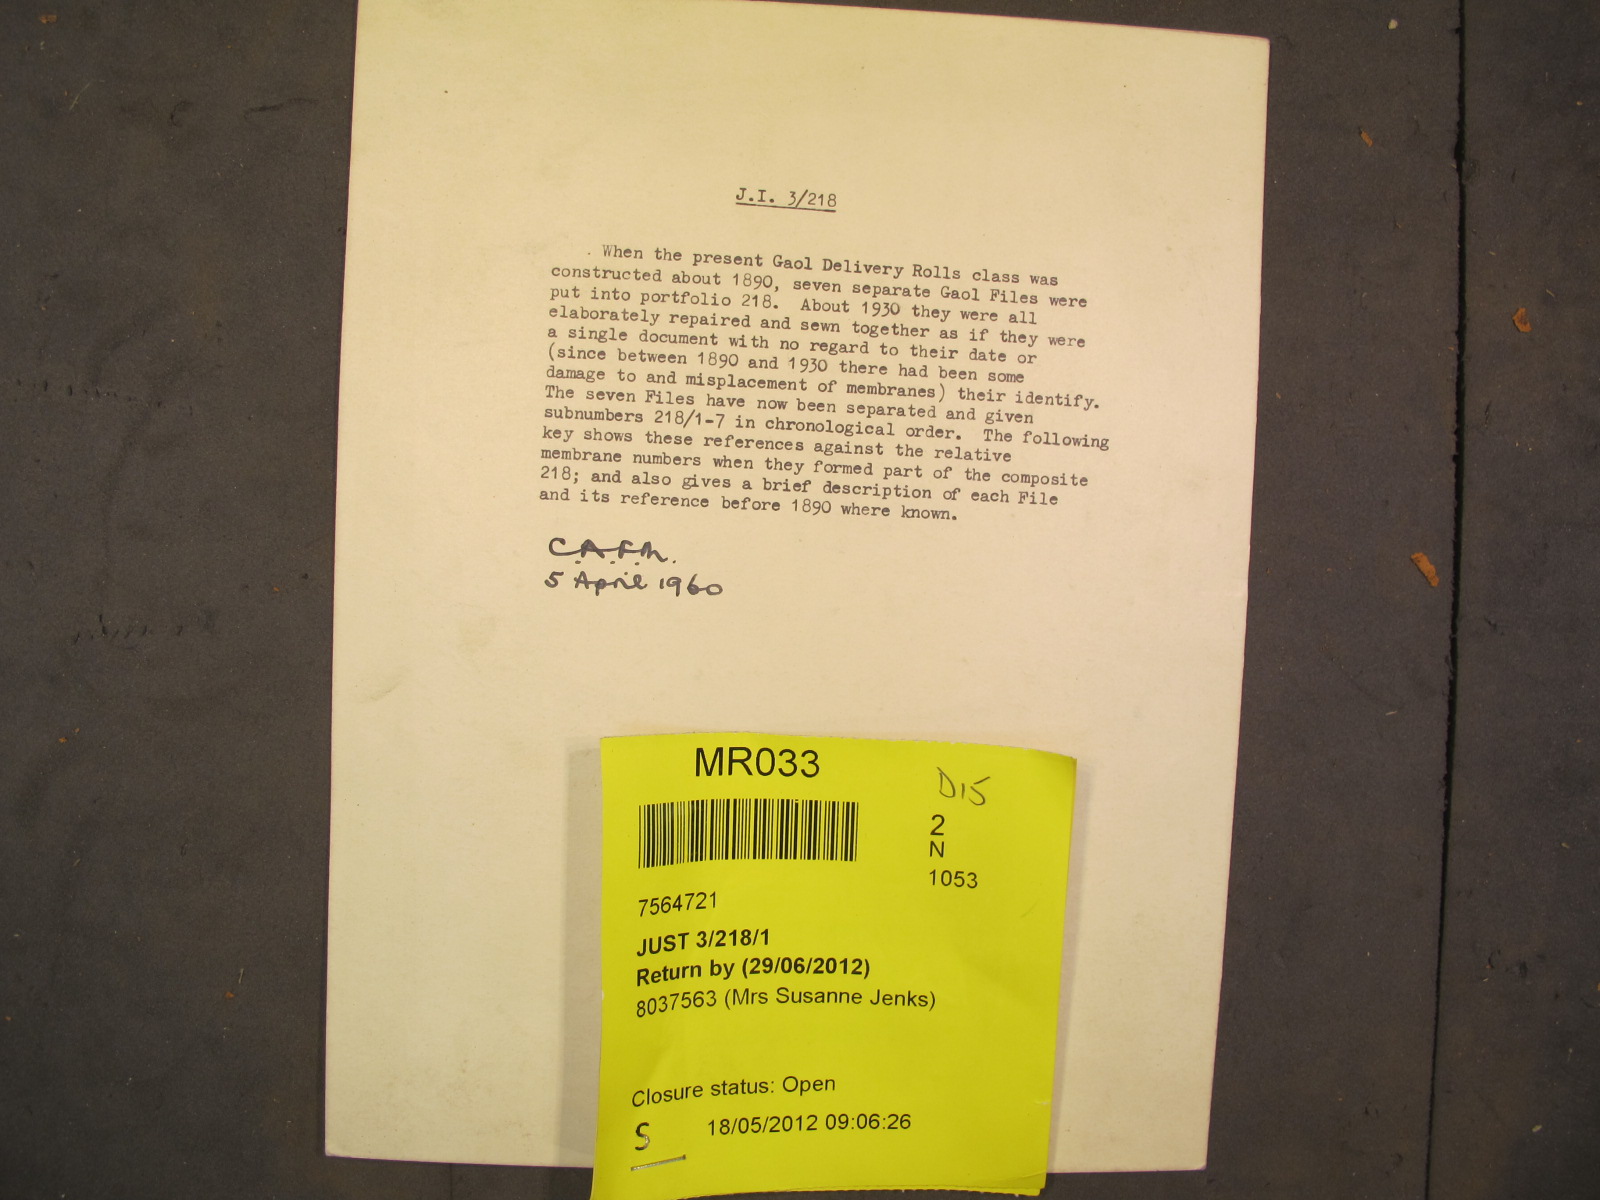 J.I. 3/218
When the present Gaol Delivery Rolls class was
constructed about 1890, seven separate Gaol Files were
put into portfolio 218. About 1930 they were all
elaborately repaired and sewn together as if they were
a single document with no regard to their date or
(since between 1890 and 1930 there had been some
damage to and misplacement of membranes) their identify.
The seven Files have now been separated and given
subnumbers 218/1-7 in chronological order. The following
key shows these references against the relative
membrane numbers when they formed part of the composite
218; and also gives a brief description of each File
and its reference before 1890 where known.
C.A.F.M.
5 April 1960
MR033
D15
2
N
1053
7564721
JUST 3/218/1
Return by (29/06/2012)
8037563 (Mrs Susanne Jenks)
Closure status: Open
S
18/05/2012 09:06:26